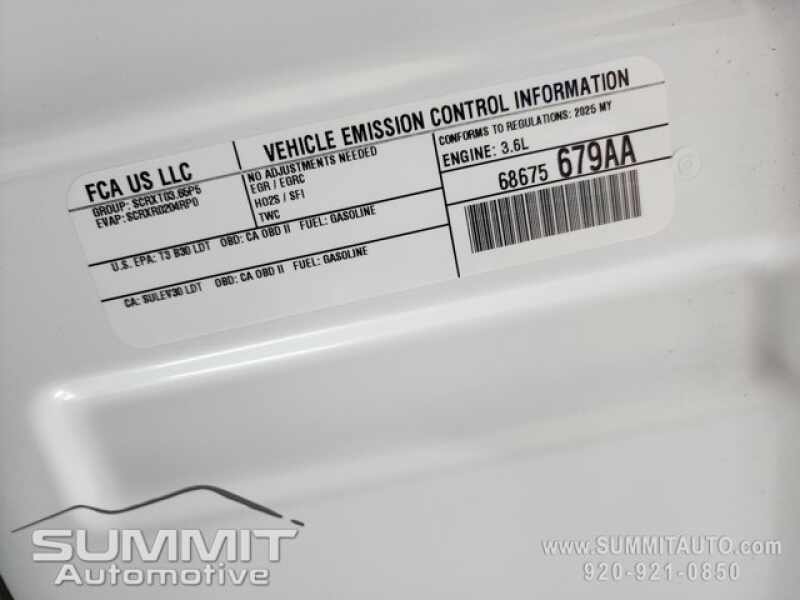 FCA US LLC
GROUP: SCRXT03.65P5
EVAP: SCRXR0204RP0
VEHICLE EMISSION CONTROL INFORMATION
NO ADJUSTMENTS NEEDED
EGR / EGRC
HO2S / SFI
TWC
CONFORMS TO REGULATIONS: 2025 MY
ENGINE: 3.6L
68675 679AA
U.S. EPA: T3 B30 LDT OBD: CA OBD II FUEL: GASOLINE
CA: SULEV30 LDT OBD: CA OBD II FUEL: GASOLINE
SUMMIT
Automotive
WWW.SUMMITAUTO.COM
920-921-0850